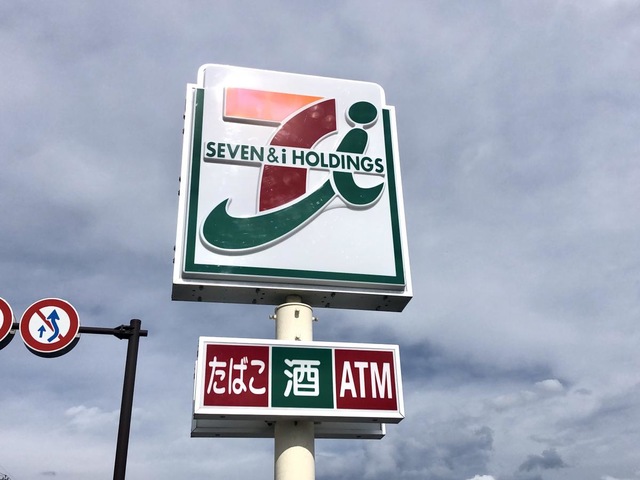 SEVEN & i HOLDINGS
たばこ 酒 ATM